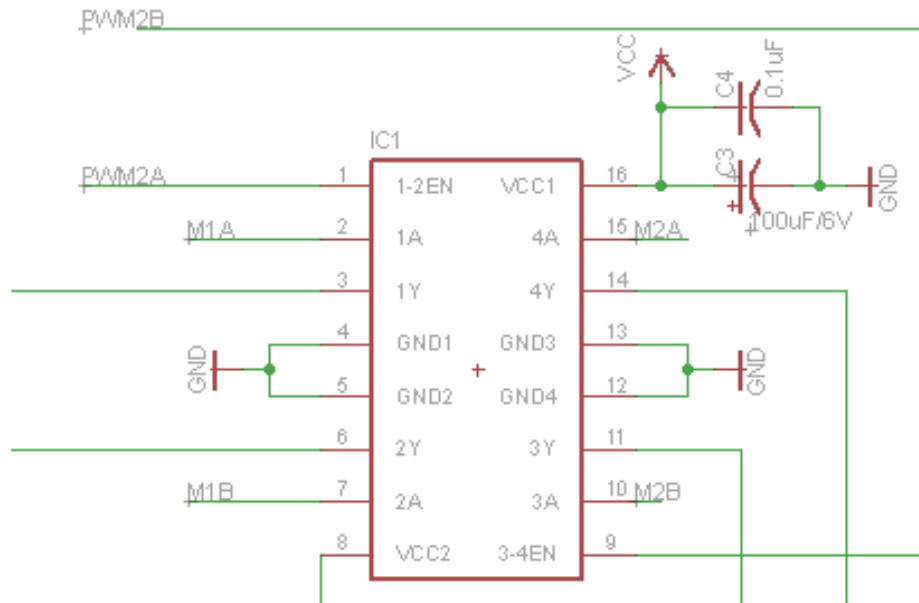 PWM2B
VCC
C4
0.1uF
IC1
PWM2A
1
1-2EN
VCC1
16
C3
100uF/6V
GND
M1A
2
1A
4A
15
M2A
3
1Y
4Y
14
GND
4
GND1
GND3
13
GND
5
GND2
GND4
12
6
2Y
3Y
11
M1B
7
2A
3A
10
M2B
8
VCC2
3-4EN
9